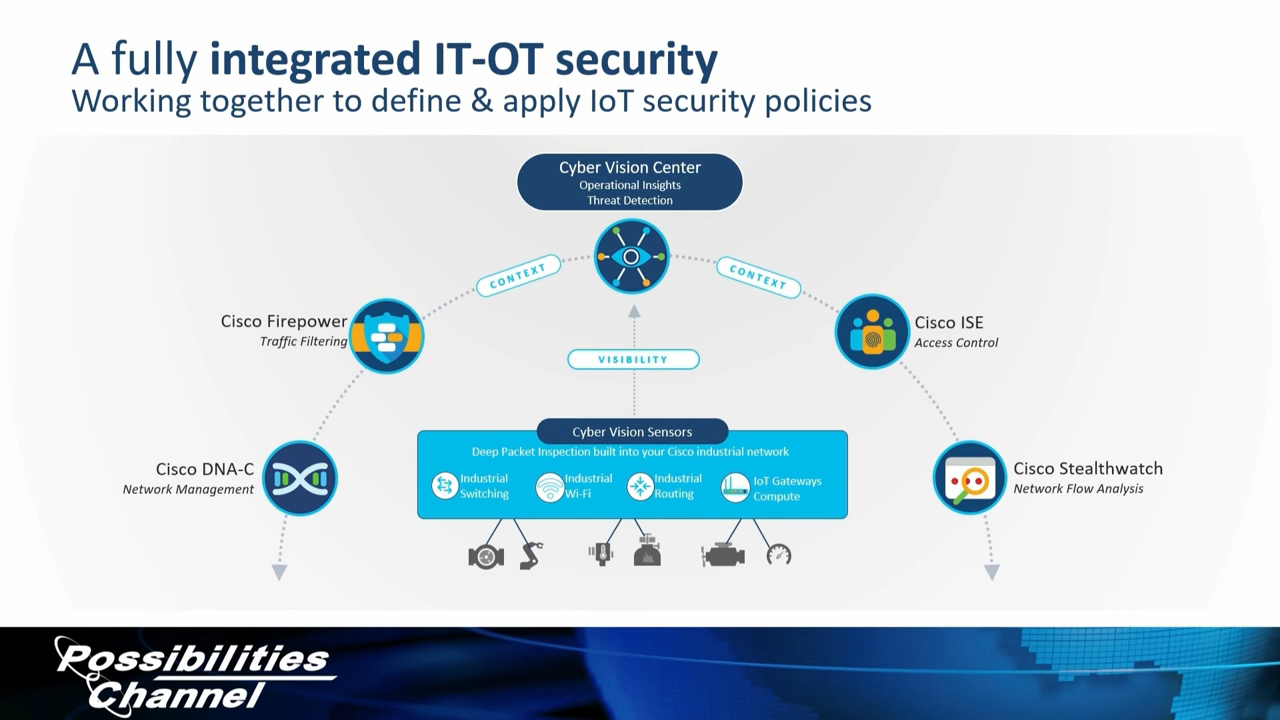 A fully integrated IT-OT security
Working together to define & apply IoT security policies
Cyber Vision Center
Operational Insights
Threat Detection
CONTEXT
CONTEXT
Cisco Firepower
Traffic Filtering
Cisco ISE
Access Control
VISIBILITY
Cyber Vision Sensors
Deep Packet Inspection built into your Cisco industrial network
Industrial
Switching
Industrial
Wi-Fi
Industrial
Routing
IoT Gateways
Compute
Cisco DNA-C
Network Management
Cisco Stealthwatch
Network Flow Analysis
Possibilities
Channel